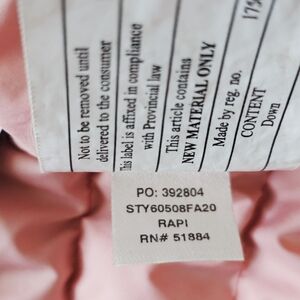 Not to be removed until
delivered to the consumer
This label is affixed in compliance
with Provincial law
This article contains
NEW MATERIAL ONLY
Made by reg. no.
175
CONTENT
Down
PO: 392804
STY60508FA20
RAPI
RN# 51884